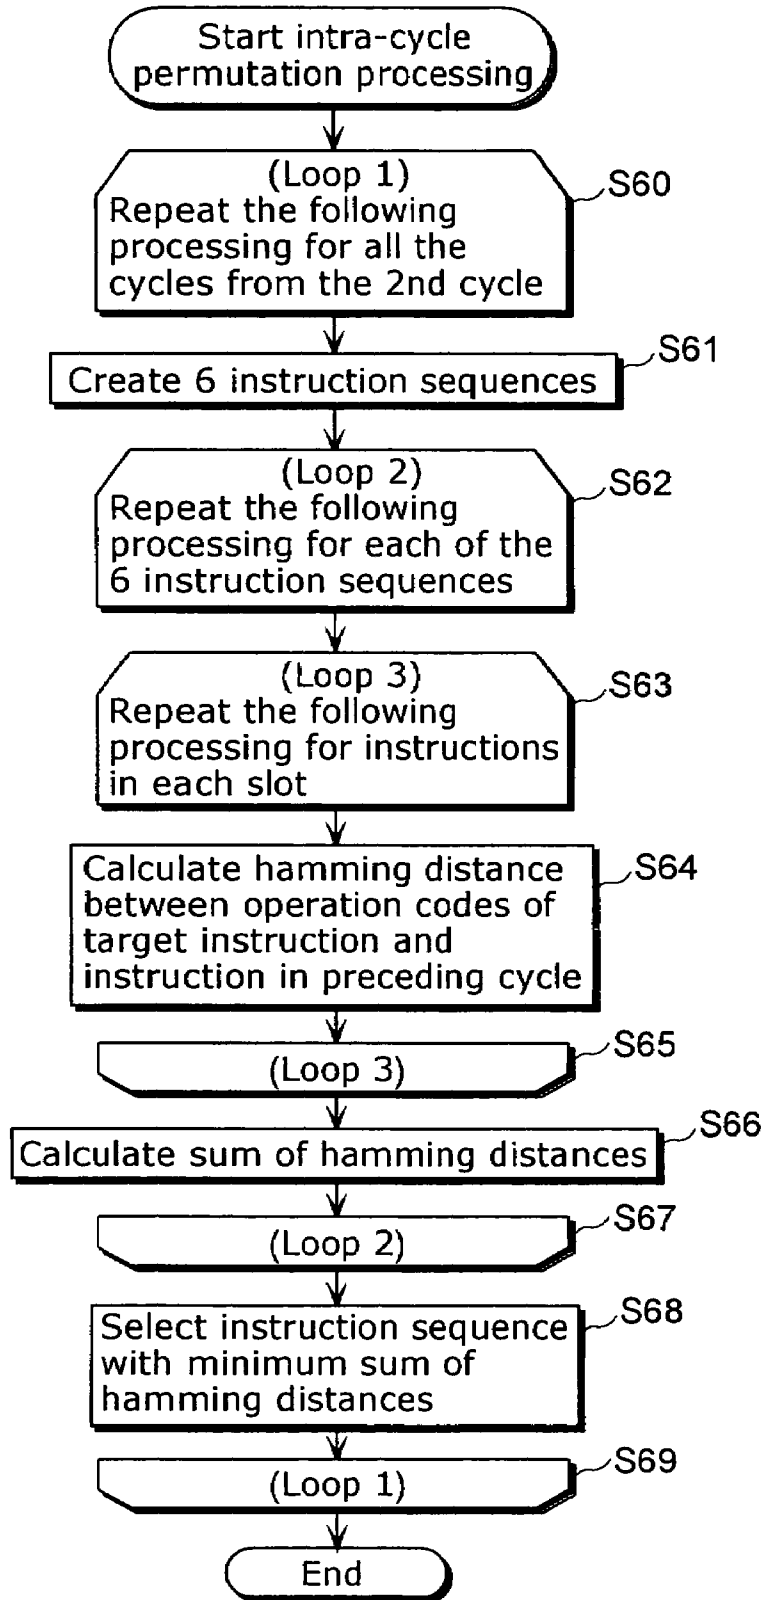 Start intra-cycle
permutation processing
(Loop 1)
Repeat the following
processing for all the
cycles from the 2nd cycle
S60
Create 6 instruction sequences
S61
(Loop 2)
Repeat the following
processing for each of the
6 instruction sequences
S62
(Loop 3)
Repeat the following
processing for instructions
in each slot
S63
Calculate hamming distance
between operation codes of
target instruction and
instruction in preceding cycle
S64
(Loop 3)
S65
Calculate sum of hamming distances
S66
(Loop 2)
S67
Select instruction sequence
with minimum sum of
hamming distances
S68
(Loop 1)
S69
End